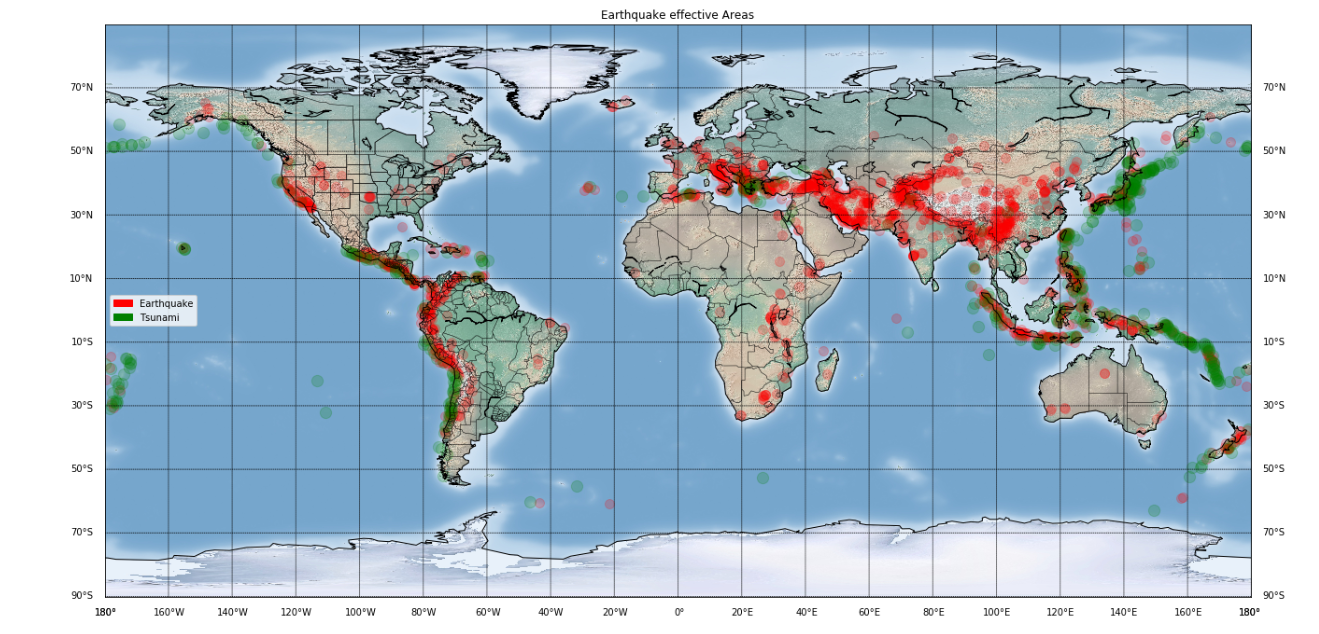 Earthquake effective Areas
70°N 70°N
50°N 50°N
30°N 30°N
10°N 10°N
Earthquake
Tsunami
10°S 10°S
30°S 30°S
50°S 50°S
70°S 70°S
90°S 90°S
180° 160°W 140°W 120°W 100°W 80°W 60°W 40°W 20°W 0° 20°E 40°E 60°E 80°E 100°E 120°E 140°E 160°E 180°